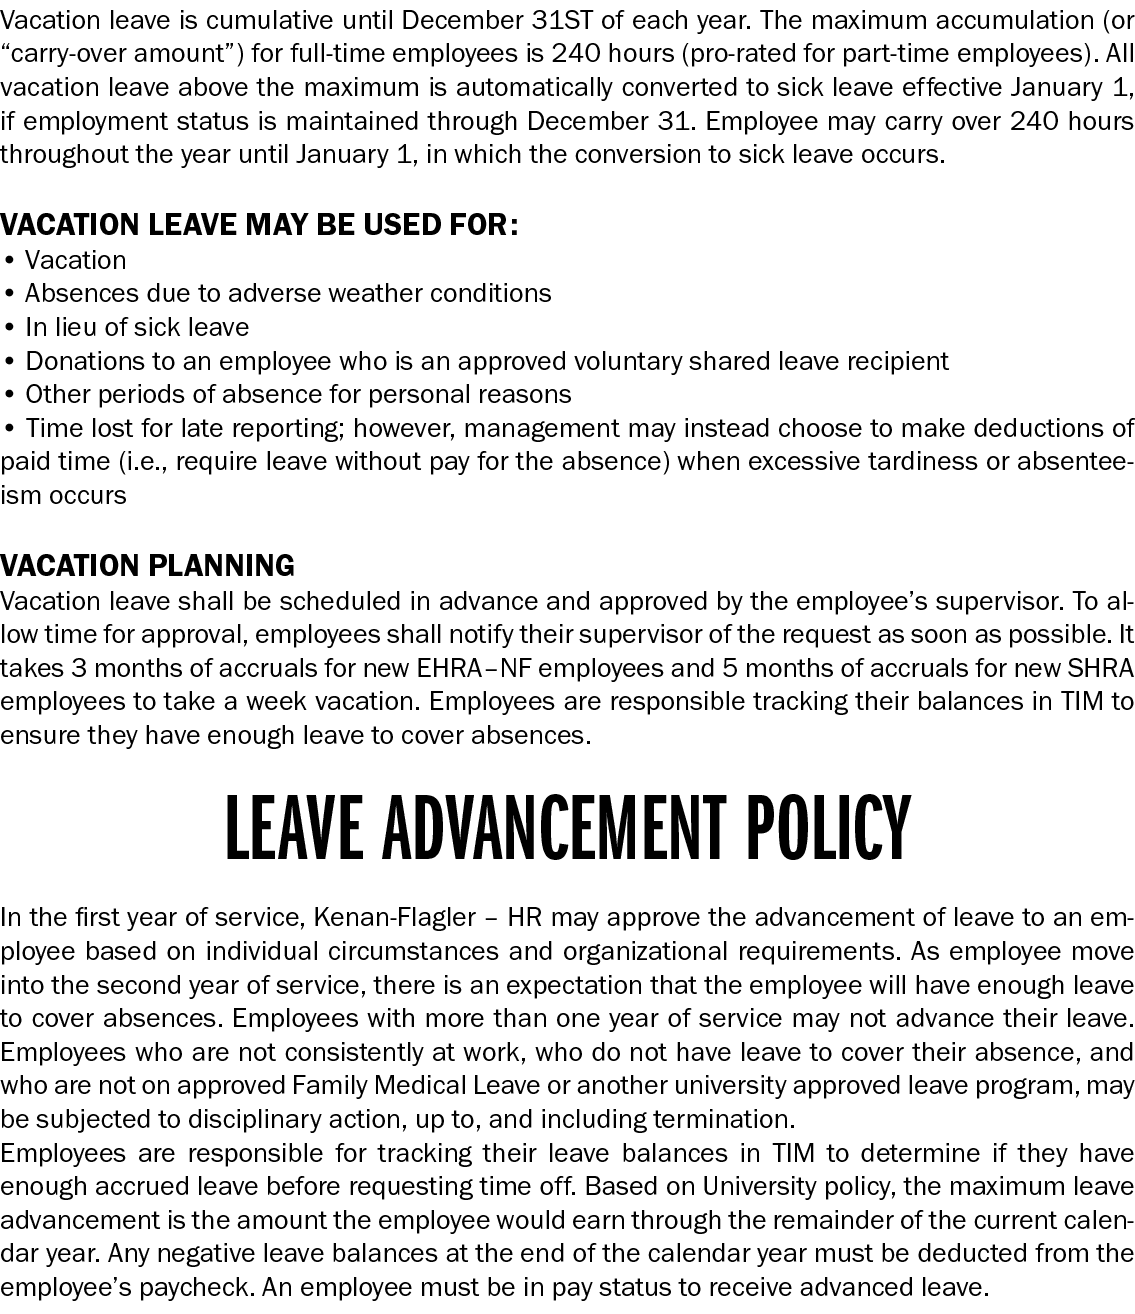 Vacation leave is cumulative until December 31ST of each year. The maximum accumulation (or
“carry-over amount”) for full-time employees is 240 hours (pro-rated for part-time employees). All
vacation leave above the maximum is automatically converted to sick leave effective January 1,
if employment status is maintained through December 31. Employee may carry over 240 hours
throughout the year until January 1, in which the conversion to sick leave occurs.
VACATION LEAVE MAY BE USED FOR:
• Vacation
• Absences due to adverse weather conditions
• In lieu of sick leave
• Donations to an employee who is an approved voluntary shared leave recipient
• Other periods of absence for personal reasons
• Time lost for late reporting; however, management may instead choose to make deductions of
paid time (i.e., require leave without pay for the absence) when excessive tardiness or absentee-
ism occurs
VACATION PLANNING
Vacation leave shall be scheduled in advance and approved by the employee’s supervisor. To al-
low time for approval, employees shall notify their supervisor of the request as soon as possible. It
takes 3 months of accruals for new EHRA–NF employees and 5 months of accruals for new SHRA
employees to take a week vacation. Employees are responsible tracking their balances in TIM to
ensure they have enough leave to cover absences.
LEAVE ADVANCEMENT POLICY
In the first year of service, Kenan-Flagler – HR may approve the advancement of leave to an em-
ployee based on individual circumstances and organizational requirements. As employee move
into the second year of service, there is an expectation that the employee will have enough leave
to cover absences. Employees with more than one year of service may not advance their leave.
Employees who are not consistently at work, who do not have leave to cover their absence, and
who are not on approved Family Medical Leave or another university approved leave program, may
be subjected to disciplinary action, up to, and including termination.
Employees are responsible for tracking their leave balances in TIM to determine if they have
enough accrued leave before requesting time off. Based on University policy, the maximum leave
advancement is the amount the employee would earn through the remainder of the current calen-
dar year. Any negative leave balances at the end of the calendar year must be deducted from the
employee’s paycheck. An employee must be in pay status to receive advanced leave.